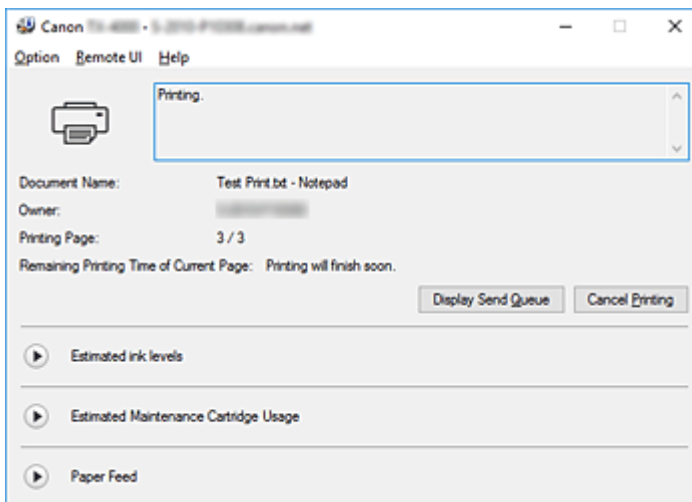 Canon
Option Remote UI Help
Printing.
Document Name: Test Print.txt - Notepad
Owner:
Printing Page: 3 / 3
Remaining Printing Time of Current Page: Printing will finish soon.
Display Send Queue Cancel Printing
Estimated ink levels
Estimated Maintenance Cartridge Usage
Paper Feed